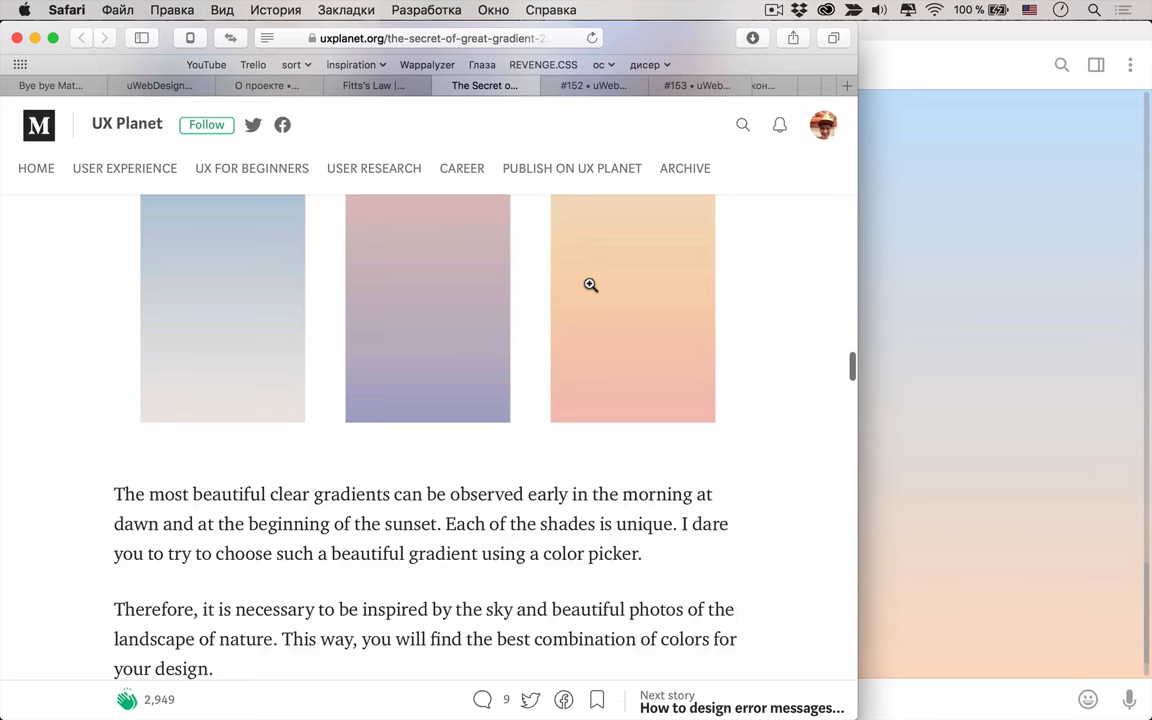 Safari Файл Правка Вид История Закладки Разработка Окно Справка 100 %
uxplanet.org/the-secret-of-great-gradient-2
YouTube Trello sort inspiration Wappalyzer Глаза REVENGE.CSS ос дисер
Bye bye Mat... uWebDesign... О проекте •... Fitts's Law |... The Secret o... #152 • uWeb... #153 • uWeb... кон...
M UX Planet Follow
HOME USER EXPERIENCE UX FOR BEGINNERS USER RESEARCH CAREER PUBLISH ON UX PLANET ARCHIVE
The most beautiful clear gradients can be observed early in the morning at
dawn and at the beginning of the sunset. Each of the shades is unique. I dare
you to try to choose such a beautiful gradient using a color picker.
Therefore, it is necessary to be inspired by the sky and beautiful photos of the
landscape of nature. This way, you will find the best combination of colors for
your design.
2,949 9 Next story
How to design error messages...